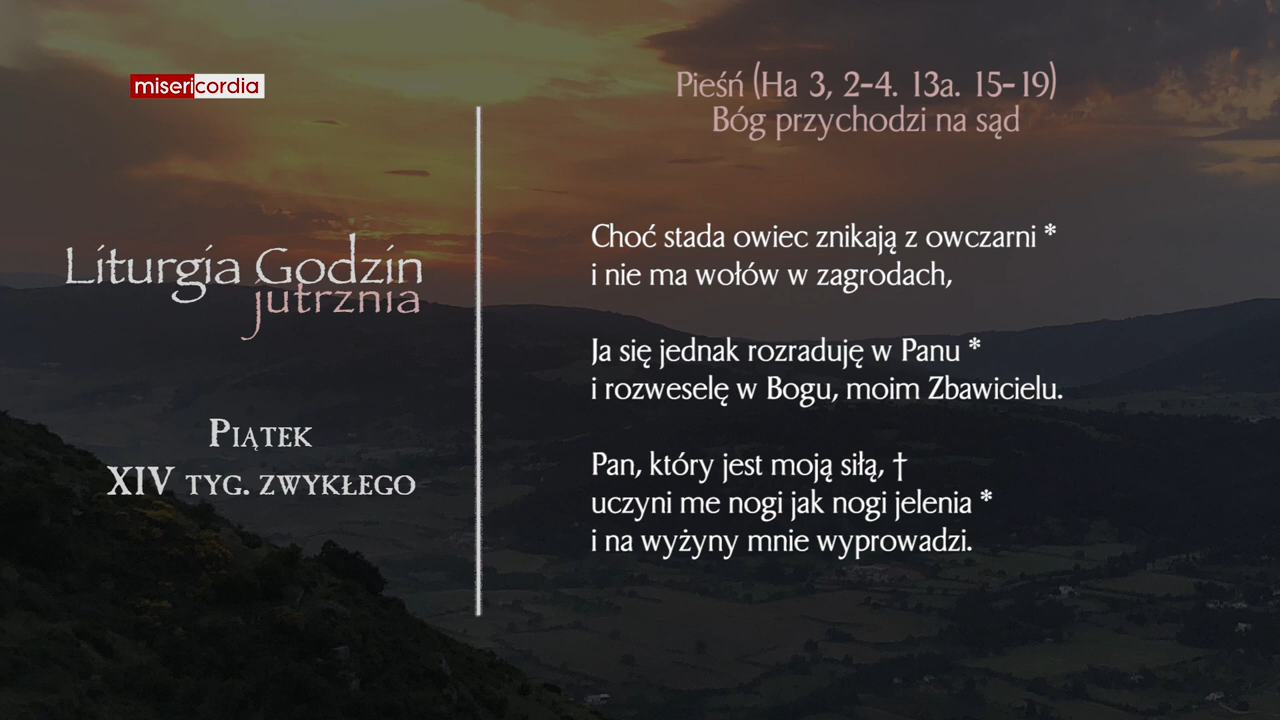 misericordia
Liturgia Godzin
jutrznia
Piątek
XIV tyg. zwykłego
Pieśń (Ha 3, 2-4. 13a. 15-19)
Bóg przychodzi na sąd
Choć stada owiec znikają z owczarni *
i nie ma wołów w zagrodach,
Ja się jednak rozraduję w Panu *
i rozweselę w Bogu, moim Zbawicielu.
Pan, który jest moją siłą, †
uczyni me nogi jak nogi jelenia *
i na wyżyny mnie wyprowadzi.